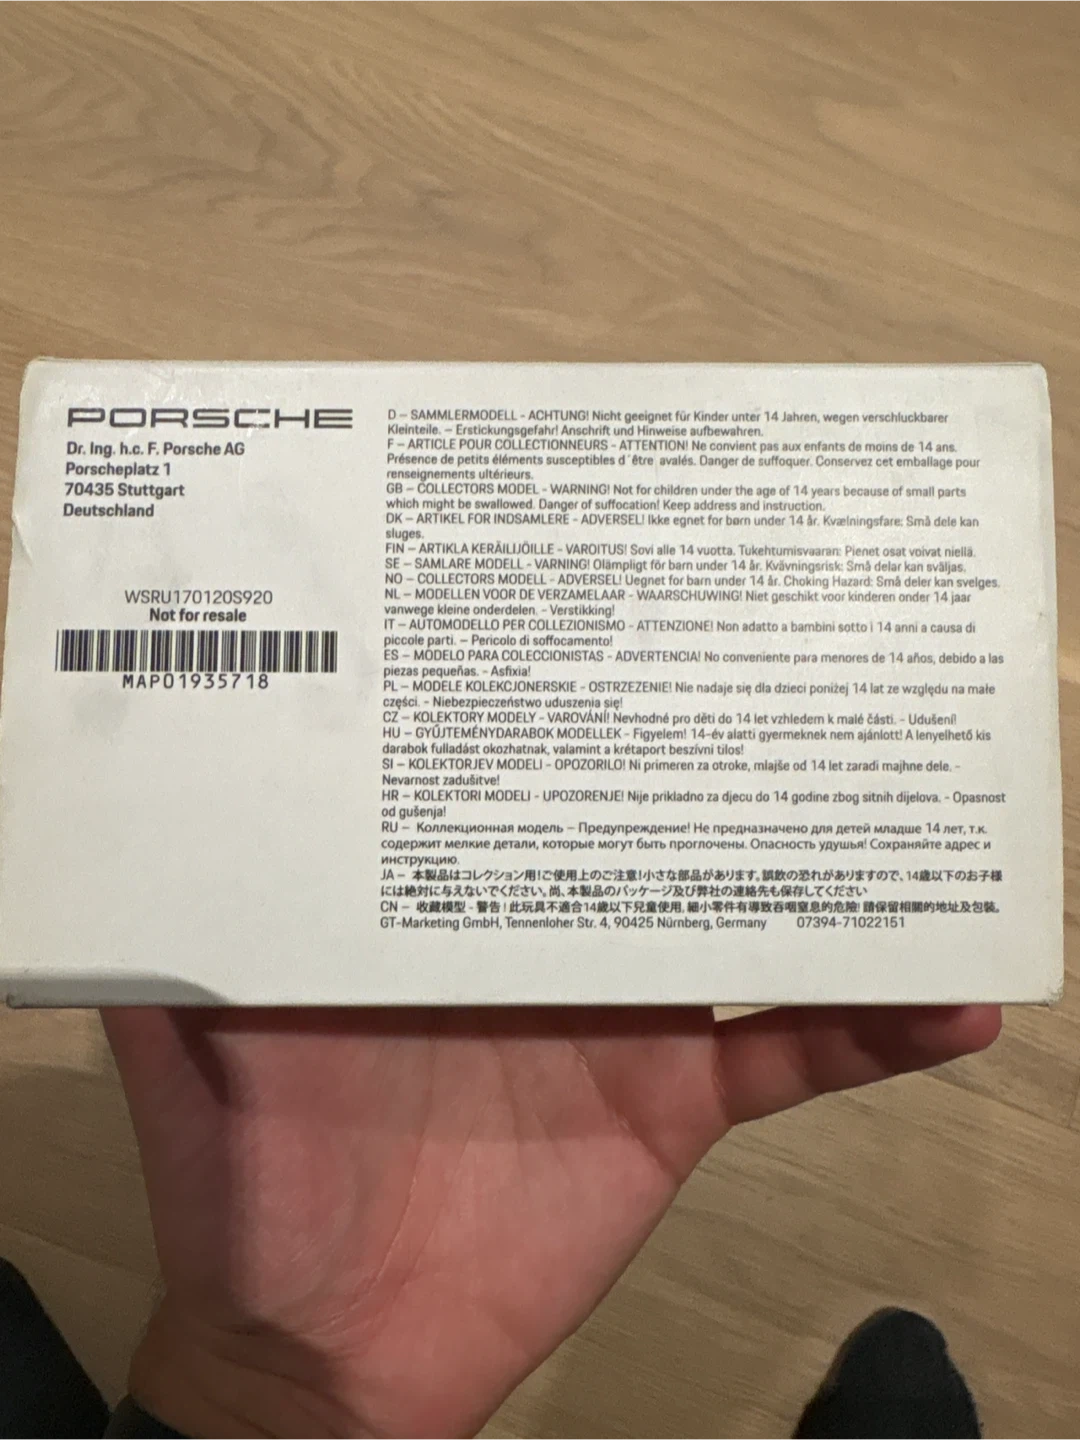 PORSCHE
Dr. Ing. h.c. F. Porsche AG
Porscheplatz 1
70435 Stuttgart
Deutschland
WSRU170120S920
Not for resale
MAP01935718
D – SAMMLERMODELL - ACHTUNG! Nicht geeignet für Kinder unter 14 Jahren, wegen verschluckbarer
Kleinteile. – Erstickungsgefahr! Anschrift und Hinweise aufbewahren.
F – ARTICLE POUR COLLECTIONNEURS - ATTENTION! Ne convient pas aux enfants de moins de 14 ans.
Présence de petits éléments susceptibles d´être avalés. Danger de suffoquer. Conservez cet emballage pour
renseignements ultérieurs.
GB – COLLECTORS MODEL - WARNING! Not for children under the age of 14 years because of small parts
which might be swallowed. Danger of suffocation! Keep address and instruction.
DK – ARTIKEL FOR INDSAMLERE - ADVERSEL! Ikke egnet for børn under 14 år. Kvælningsfare: Små dele kan
sluges.
FIN – ARTIKLA KERÄILIJÖILLE - VAROITUS! Sovi alle 14 vuotta. Tukehtumisvaaran: Pienet osat voivat niellä.
SE – SAMLARE MODELL - VARNING! Olämpligt för barn under 14 år. Kvävningsrisk: Små delar kan sväljas.
NO – COLLECTORS MODELL - ADVERSEL! Uegnet for barn under 14 år. Choking Hazard: Små deler kan svelges.
NL – MODELLEN VOOR DE VERZAMELAAR - WAARSCHUWING! Niet geschikt voor kinderen onder 14 jaar
vanwege kleine onderdelen. - Verstikking!
IT – AUTOMODELLO PER COLLEZIONISMO - ATTENZIONE! Non adatto a bambini sotto i 14 anni a causa di
piccole parti. – Pericolo di soffocamento!
ES – MODELO PARA COLECCIONISTAS - ADVERTENCIA! No conveniente para menores de 14 años, debido a las
piezas pequeñas. - Asfixia!
PL – MODELE KOLEKCJONERSKIE - OSTRZEZENIE! Nie nadaje się dla dzieci poniżej 14 lat ze względu na małe
części. - Niebezpieczeństwo uduszenia się!
CZ – KOLEKTORY MODELY - VAROVÁNÍ! Nevhodné pro děti do 14 let vzhledem k malé části. - Udušení!
HU – GYŰJTEMÉNYDARABOK MODELLEK - Figyelem! 14-év alatti gyermeknek nem ajánlott! A lenyelhető kis
darabok fulladást okozhatnak, valamint a krétaport beszívni tilos!
SI – KOLEKTORJEV MODELI - OPOZORILO! Ni primeren za otroke, mlajše od 14 let zaradi majhne dele. –
Nevarnost zadušitve!
HR – KOLEKTORI MODELI - UPOZORENJE! Nije prikladno za djecu do 14 godine zbog sitnih dijelova. - Opasnost
od gušenja!
RU – Коллекционная модель – Предупреждение! Не предназначено для детей младше 14 лет, т.к.
содержит мелкие детали, которые могут быть проглочены. Опасность удушья! Сохраняйте адрес и
инструкцию.
JA – 本製品はコレクション用!ご使用上のご注意!小さな部品があります。誤飲の恐れがありますので、14歳以下のお子様
には絶対に与えないでください。尚、本製品のパッケージ及び弊社の連絡先も保存してください
CN – 收藏模型 - 警告! 此玩具不適合14歲以下兒童使用, 細小零件有導致吞咽窒息的危險! 請保留相關的地址及包裝。
GT-Marketing GmbH, Tennenloher Str. 4, 90425 Nürnberg, Germany 07394-71022151